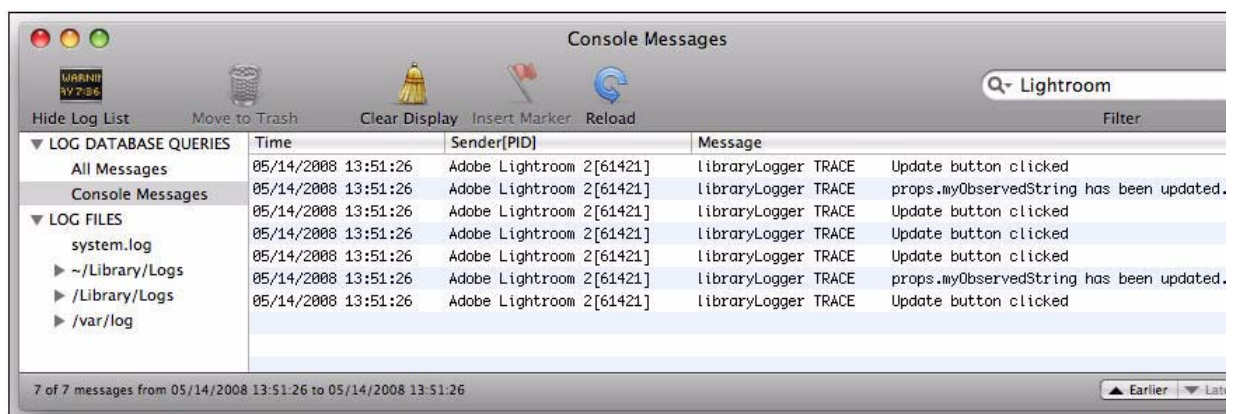 Console Messages
WARNIN
AY 7:36
Hide Log List Move to Trash Clear Display Insert Marker Reload Lightroom Filter
LOG DATABASE QUERIES
All Messages
Console Messages
LOG FILES
system.log
~/Library/Logs
/Library/Logs
/var/log
Time Sender[PID] Message
05/14/2008 13:51:26 Adobe Lightroom 2[61421] libraryLogger TRACE Update button clicked
05/14/2008 13:51:26 Adobe Lightroom 2[61421] libraryLogger TRACE props.myObservedString has been updated.
05/14/2008 13:51:26 Adobe Lightroom 2[61421] libraryLogger TRACE Update button clicked
05/14/2008 13:51:26 Adobe Lightroom 2[61421] libraryLogger TRACE Update button clicked
05/14/2008 13:51:26 Adobe Lightroom 2[61421] libraryLogger TRACE Update button clicked
05/14/2008 13:51:26 Adobe Lightroom 2[61421] libraryLogger TRACE props.myObservedString has been updated.
05/14/2008 13:51:26 Adobe Lightroom 2[61421] libraryLogger TRACE Update button clicked
7 of 7 messages from 05/14/2008 13:51:26 to 05/14/2008 13:51:26 Earlier